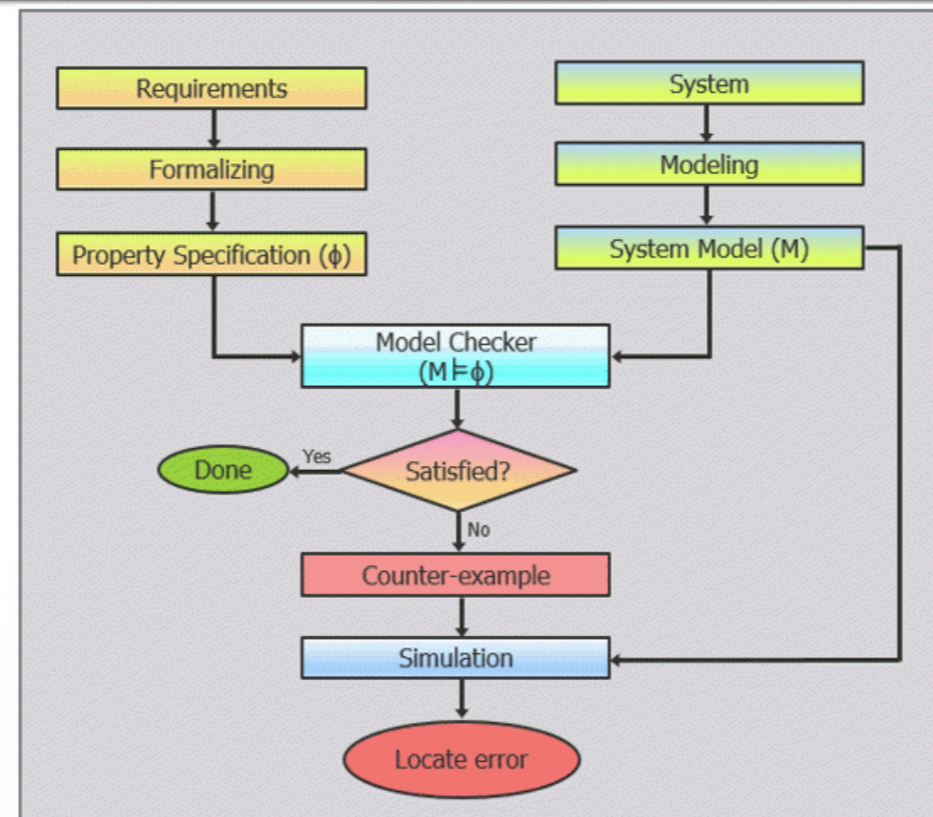 Requirements
System
Formalizing
Modeling
Property Specification (ϕ)
System Model (M)
Model Checker
(M⊨ϕ)
Done
Yes
Satisfied?
No
Counter-example
Simulation
Locate error